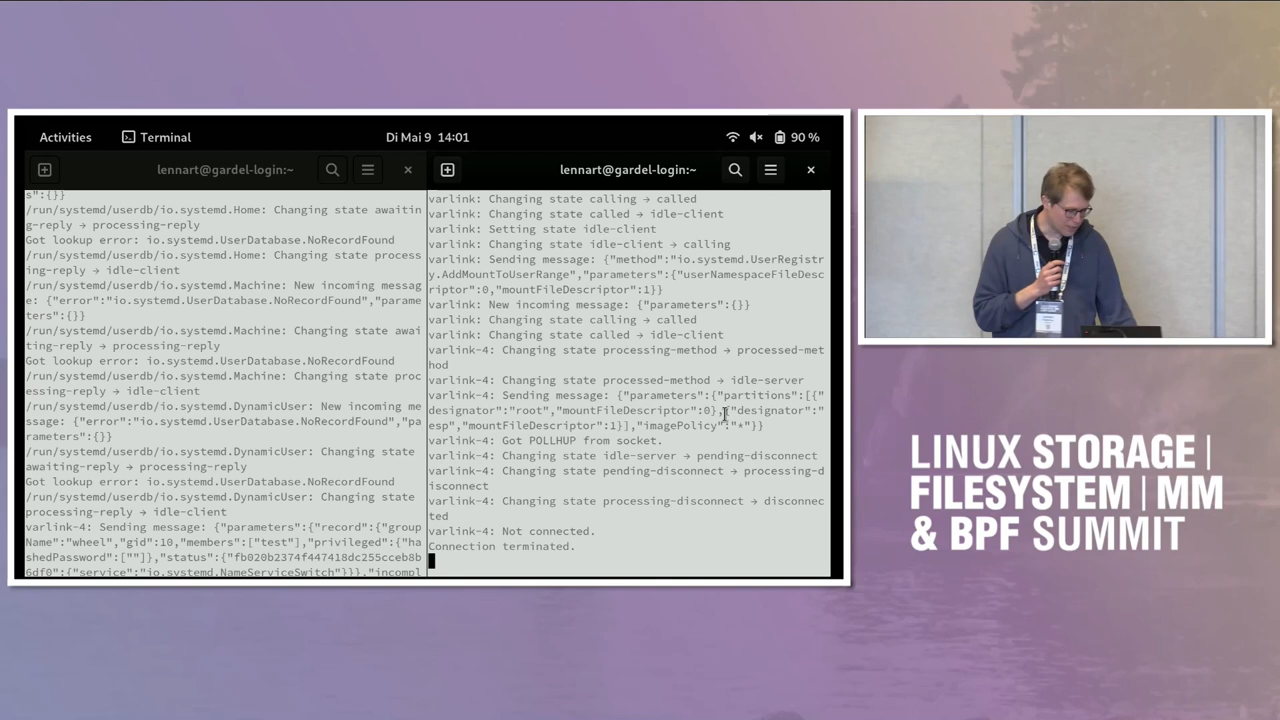 Activities
Terminal
Di Mai 9 14:01
90 %
lennart@gardel-login:~
s":{}}
/run/systemd/userdb/io.systemd.Home: Changing state awaitin
g-reply → processing-reply
Got lookup error: io.systemd.UserDatabase.NoRecordFound
/run/systemd/userdb/io.systemd.Home: Changing state process
ing-reply → idle-client
/run/systemd/userdb/io.systemd.Machine: New incoming messag
e: {"error":"io.systemd.UserDatabase.NoRecordFound","parame
ters":{}}
/run/systemd/userdb/io.systemd.Machine: Changing state awai
ting-reply → processing-reply
Got lookup error: io.systemd.UserDatabase.NoRecordFound
/run/systemd/userdb/io.systemd.Machine: Changing state proc
essing-reply → idle-client
/run/systemd/userdb/io.systemd.DynamicUser: New incoming me
ssage: {"error":"io.systemd.UserDatabase.NoRecordFound","pa
rameters":{}}
/run/systemd/userdb/io.systemd.DynamicUser: Changing state
awaiting-reply → processing-reply
Got lookup error: io.systemd.UserDatabase.NoRecordFound
/run/systemd/userdb/io.systemd.DynamicUser: Changing state
processing-reply → idle-client
varlink-4: Sending message: {"parameters":{"record":{"group
Name":"wheel","gid":10,"members":["test"],"privileged":{"ha
shedPassword":[""]},"status":{"fb020b2374f447418dc255cceb8b
6df0":{"service":"io.systemd.NameServiceSwitch"}}},"incompl
lennart@gardel-login:~
varlink: Changing state calling → called
varlink: Changing state called → idle-client
varlink: Setting state idle-client
varlink: Changing state idle-client → calling
varlink: Sending message: {"method":"io.systemd.UserRegistr
y.AddMountToUserRange","parameters":{"userNamespaceFileDesc
riptor":0,"mountFileDescriptor":1}}
varlink: New incoming message: {"parameters":{}}
varlink: Changing state calling → called
varlink: Changing state called → idle-client
varlink-4: Changing state processing-method → processed-met
hod
varlink-4: Changing state processed-method → idle-server
varlink-4: Sending message: {"parameters":{"partitions":[{"
designator":"root","mountFileDescriptor":0},{"designator":"
esp","mountFileDescriptor":1}],"imagePolicy":"*"}}
varlink-4: Got POLLHUP from socket.
varlink-4: Changing state idle-server → pending-disconnect
varlink-4: Changing state pending-disconnect → processing-d
isconnect
varlink-4: Changing state processing-disconnect → disconnec
ted
varlink-4: Not connected.
Connection terminated.
LINUX STORAGE |
FILESYSTEM | MM
& BPF SUMMIT